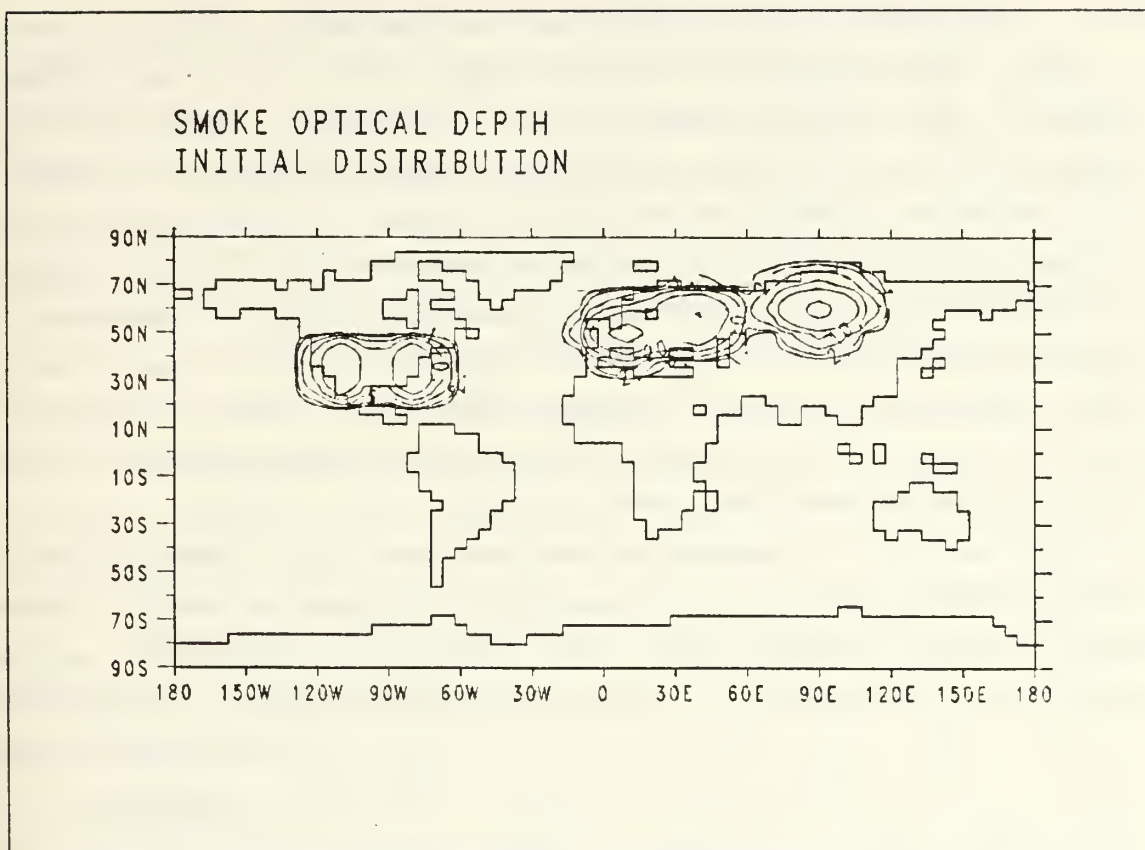 SMOKE OPTICAL DEPTH
INITIAL DISTRIBUTION
90N
70N
50N
30N
10N
10S
30S
50S
70S
90S
180 150W 120W 90W 60W 30W 0 30E 60E 90E 120E 150E 180